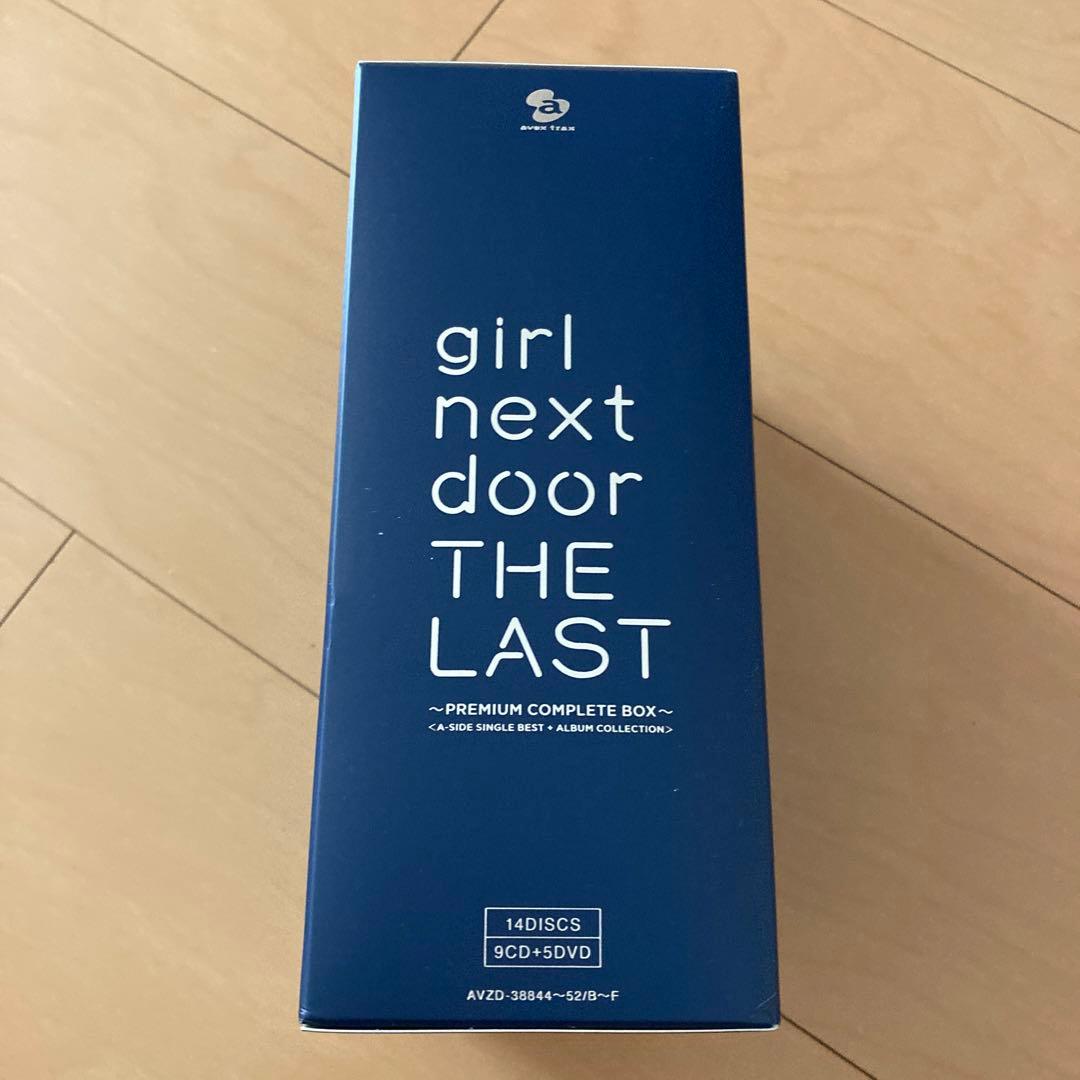 a
avex trax
girl
next
door
THE
LAST
～PREMIUM COMPLETE BOX～
<A-SIDE SINGLE BEST + ALBUM COLLECTION>
14DISCS
9CD+5DVD
AVZD-38844～52/B～F